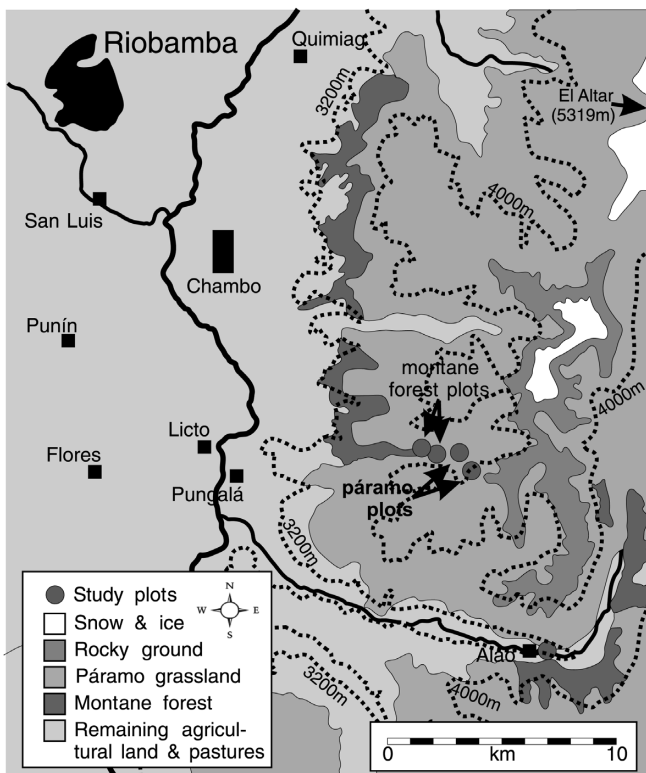 Riobamba
Quimiag
3200m
El Altar
(5319m)
4000m
San Luis
Chambo
Punín
montane
forest plots
4000m
Licto
Flores
Pungalá
páramo
plots
3200m
Alao
3200m
4000m
N
W E
S
Study plots
Snow & ice
Rocky ground
Páramo grassland
Montane forest
Remaining agricul-
tural land & pastures
0 10
km